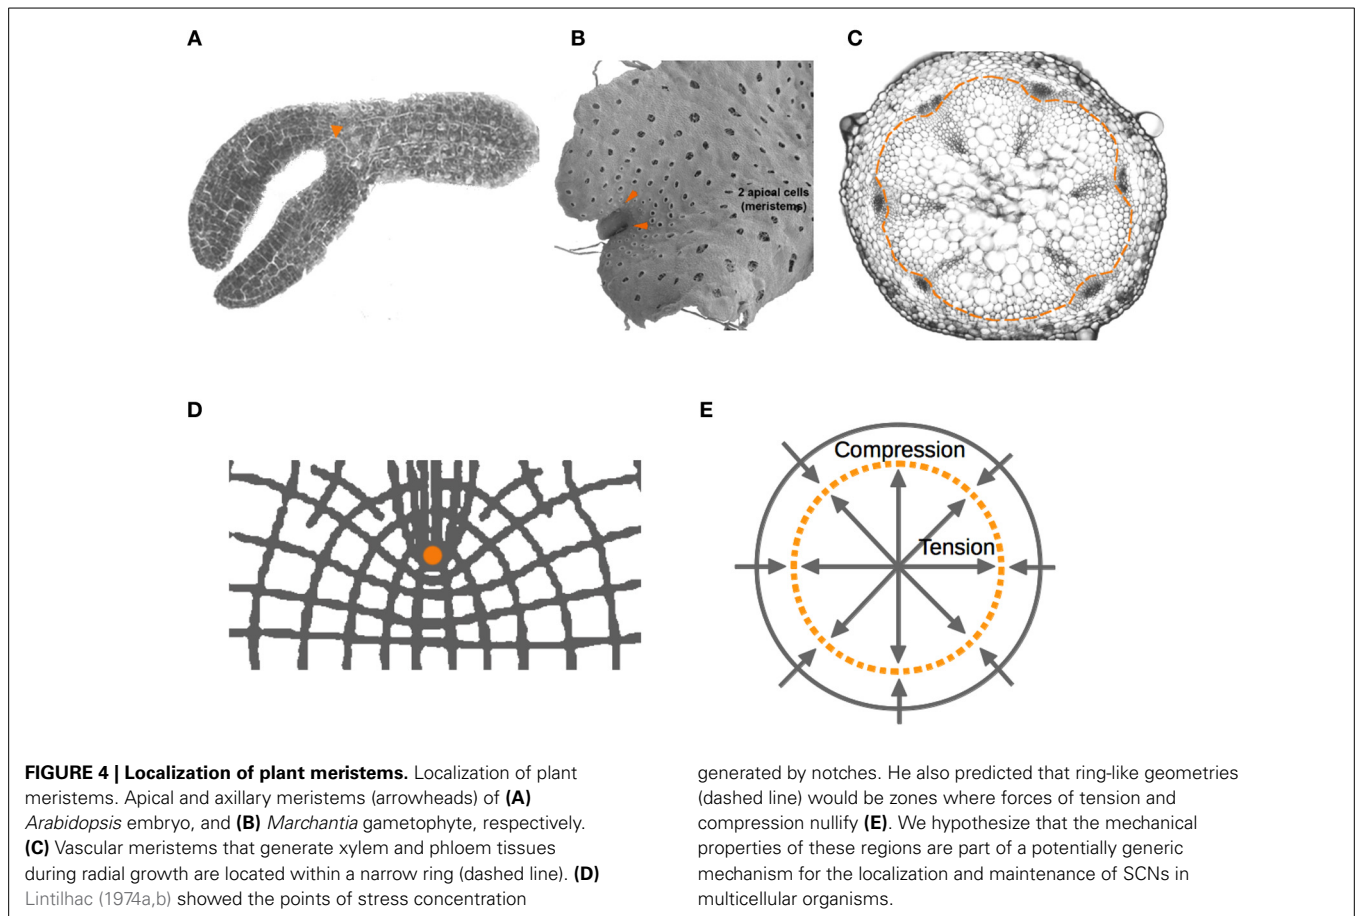 A
B
C
2 apical cells
(meristems)
D
E
Compression
Tension
FIGURE 4 | Localization of plant meristems. Localization of plant
meristems. Apical and axillary meristems (arrowheads) of (A)
Arabidopsis embryo, and (B) Marchantia gametophyte, respectively.
(C) Vascular meristems that generate xylem and phloem tissues
during radial growth are located within a narrow ring (dashed line). (D)
Lintilhac (1974a,b) showed the points of stress concentration
generated by notches. He also predicted that ring-like geometries
(dashed line) would be zones where forces of tension and
compression nullify (E). We hypothesize that the mechanical
properties of these regions are part of a potentially generic
mechanism for the localization and maintenance of SCNs in
multicellular organisms.